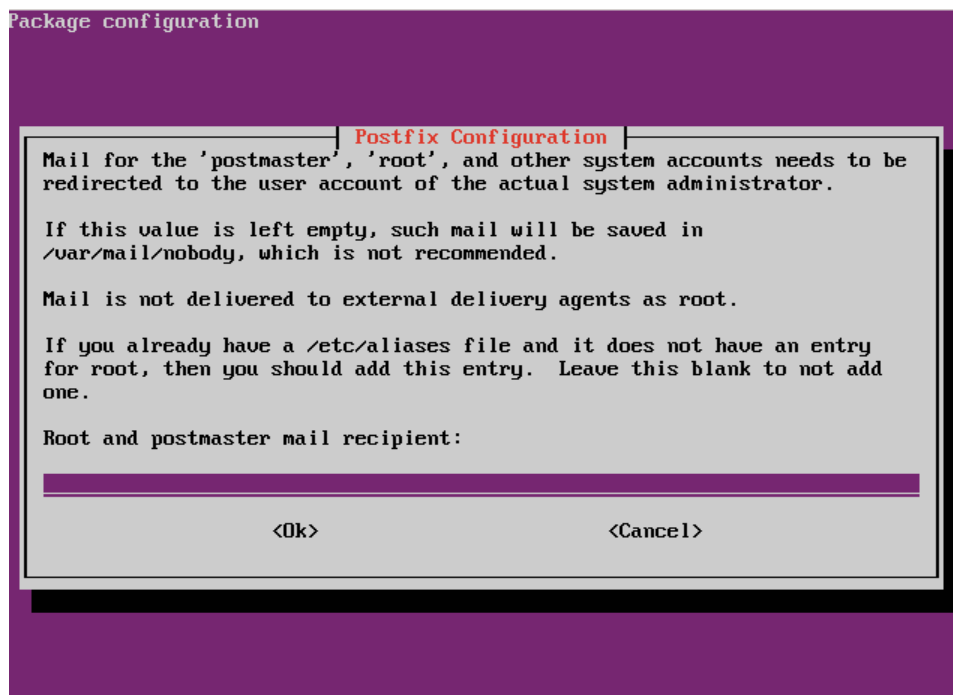 Package configuration
Postfix Configuration
Mail for the 'postmaster', 'root', and other system accounts needs to be
redirected to the user account of the actual system administrator.
If this value is left empty, such mail will be saved in
/var/mail/nobody, which is not recommended.
Mail is not delivered to external delivery agents as root.
If you already have a /etc/aliases file and it does not have an entry
for root, then you should add this entry.  Leave this blank to not add
one.
Root and postmaster mail recipient:
<Ok> <Cancel>